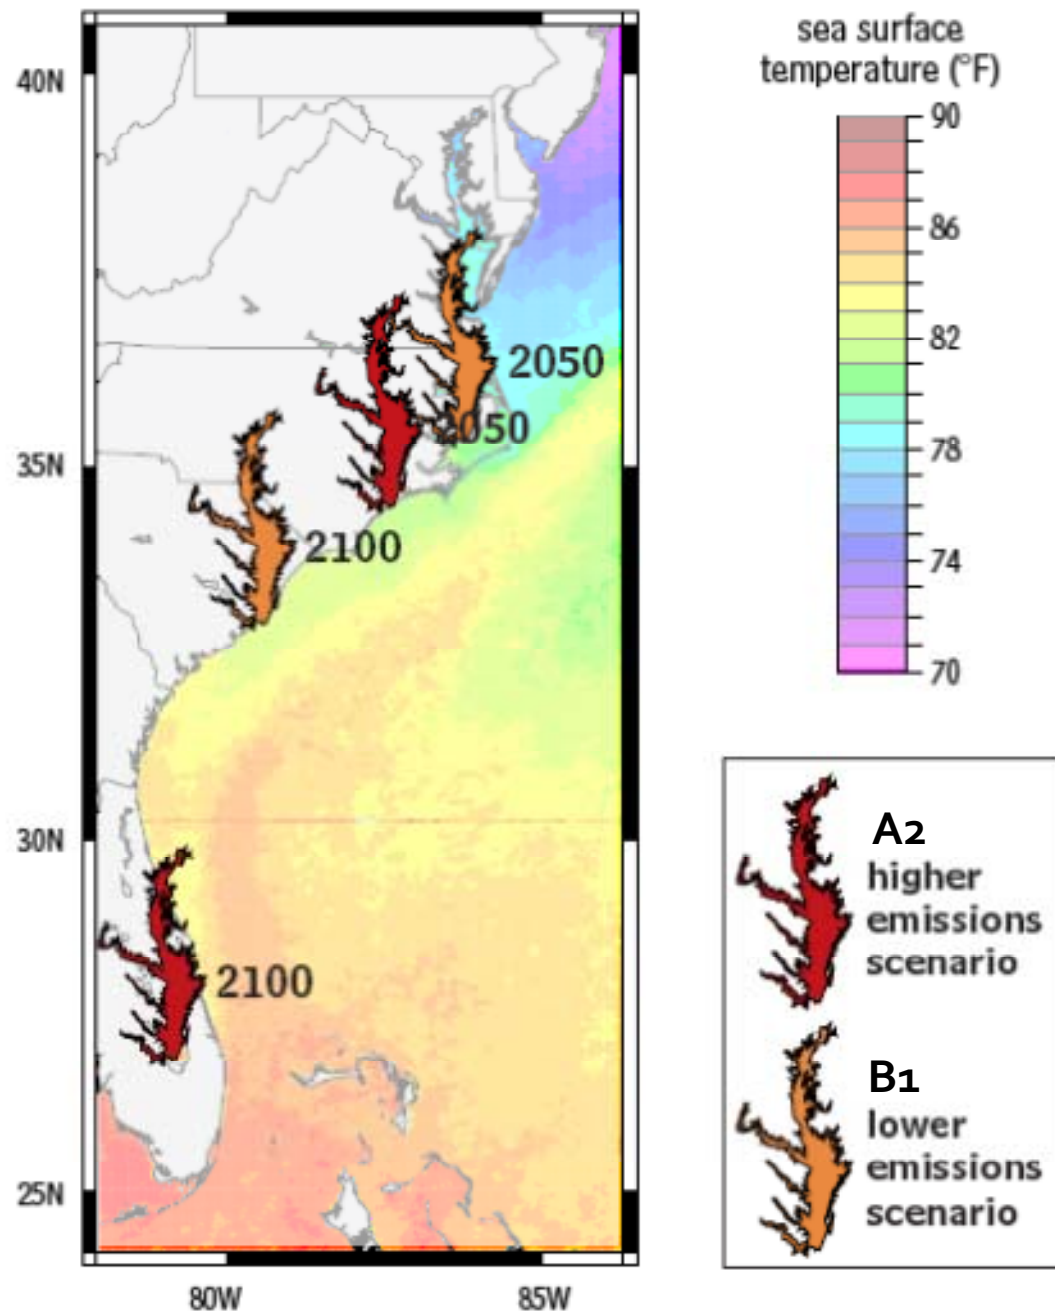 sea surface
temperature (°F)
40N
90
86
82
2050
2050
78
35N
2100
74
70
A2
higher
emissions
scenario
30N
2100
B1
lower
emissions
scenario
25N
80W
85W